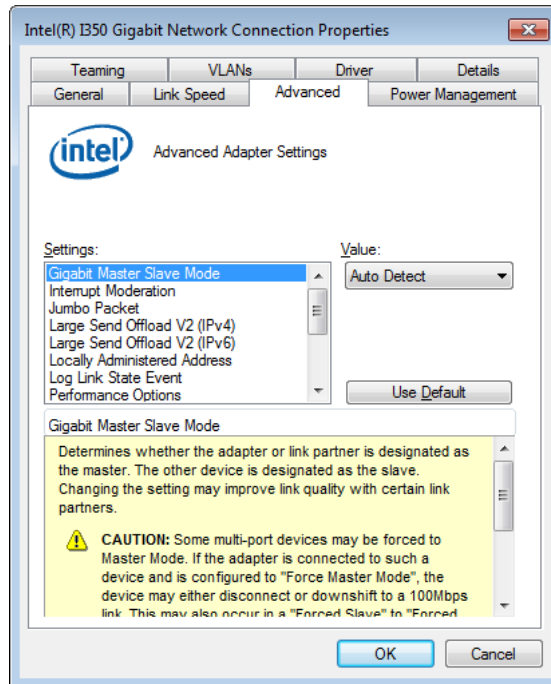 Intel(R) I350 Gigabit Network Connection Properties
Teaming VLANs Driver Details
General Link Speed Advanced Power Management
intel Advanced Adapter Settings
Settings: Value:
Gigabit Master Slave Mode Auto Detect
Interrupt Moderation
Jumbo Packet
Large Send Offload V2 (IPv4)
Large Send Offload V2 (IPv6)
Locally Administered Address
Log Link State Event
Performance Options Use Default
Gigabit Master Slave Mode
Determines whether the adapter or link partner is designated as
the master. The other device is designated as the slave.
Changing the setting may improve link quality with certain link
partners.
CAUTION: Some multi-port devices may be forced to
Master Mode. If the adapter is connected to such a
device and is configured to "Force Master Mode", the
device may either disconnect or downshift to a 100Mbps
link. This may also occur in a "Forced Slave" to "Forced
OK Cancel